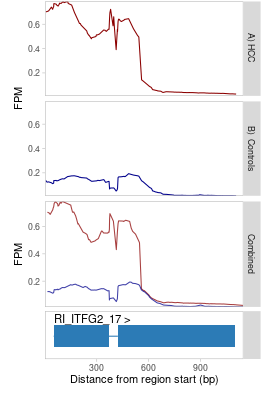 0.6
0.4
0.2
A) HCC
FPM
0.6
0.4
0.2
B) Controls
0.6
0.4
0.2
FPM
Combined
RI_ITFG2_17 >
300 600 900
Distance from region start (bp)